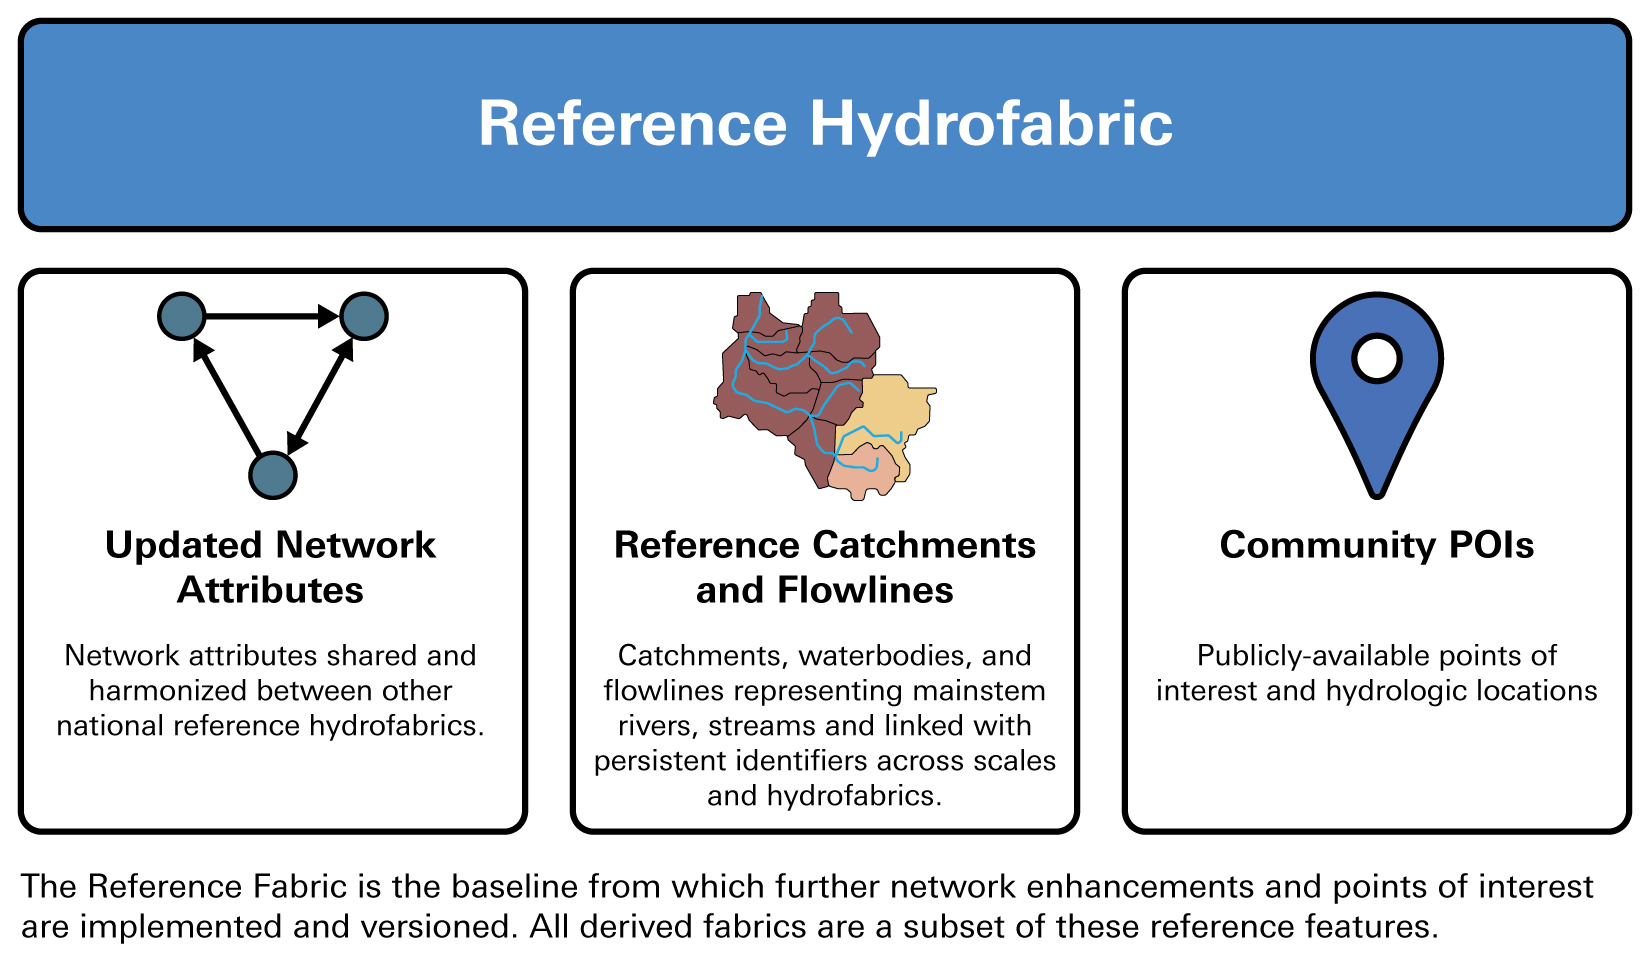 Reference Hydrofabric
Updated Network
Attributes
Network attributes shared and
harmonized between other
national reference hydrofabrics.
Reference Catchments
and Flowlines
Catchments, waterbodies, and
flowlines representing mainstem
rivers, streams and linked with
persistent identifiers across scales
and hydrofabrics.
Community POIs
Publicly-available points of
interest and hydrologic locations
The Reference Fabric is the baseline from which further network enhancements and points of interest
are implemented and versioned. All derived fabrics are a subset of these reference features.